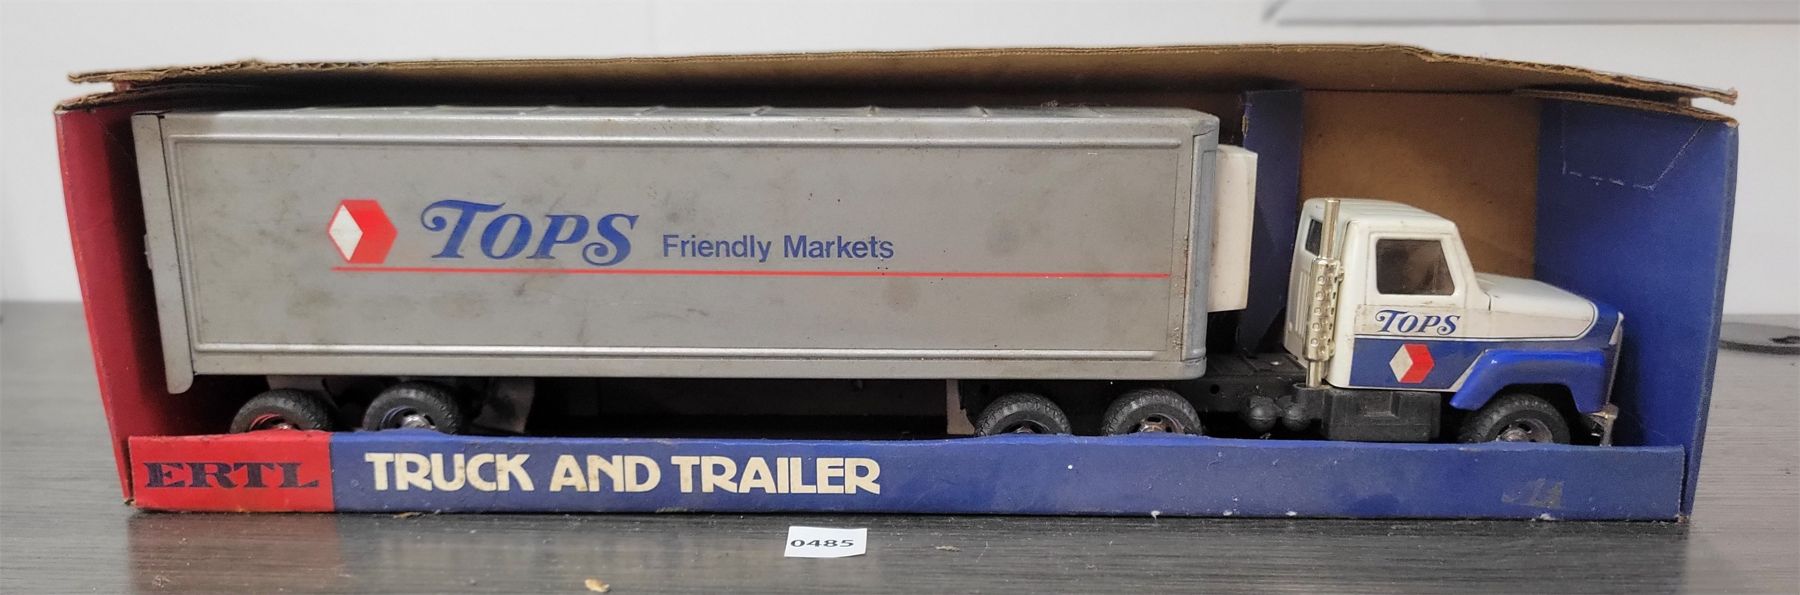 TOPS Friendly Markets
TOPS
ERTL TRUCK AND TRAILER
0485